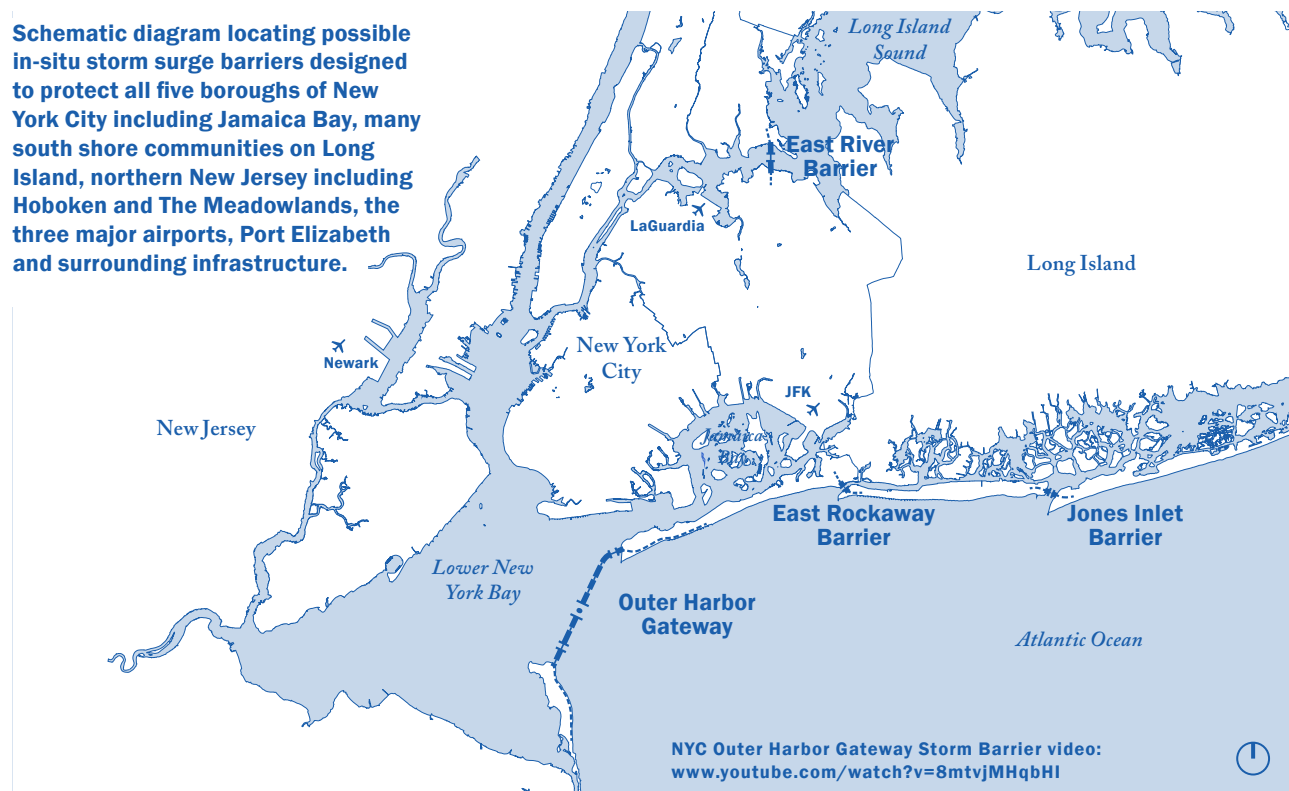 Schematic diagram locating possible
in-situ storm surge barriers designed
to protect all five boroughs of New
York City including Jamaica Bay, many
south shore communities on Long
Island, northern New Jersey including
Hoboken and The Meadowlands, the
three major airports, Port Elizabeth
and surrounding infrastructure.
Long Island
Sound
East River
Barrier
LaGuardia
Long Island
Newark
New York
City
JFK
New Jersey
Jamaica
Bay
East Rockaway
Barrier
Jones Inlet
Barrier
Lower New
York Bay
Outer Harbor
Gateway
Atlantic Ocean
NYC Outer Harbor Gateway Storm Barrier video:
www.youtube.com/watch?v=8mtvjMHqbHI